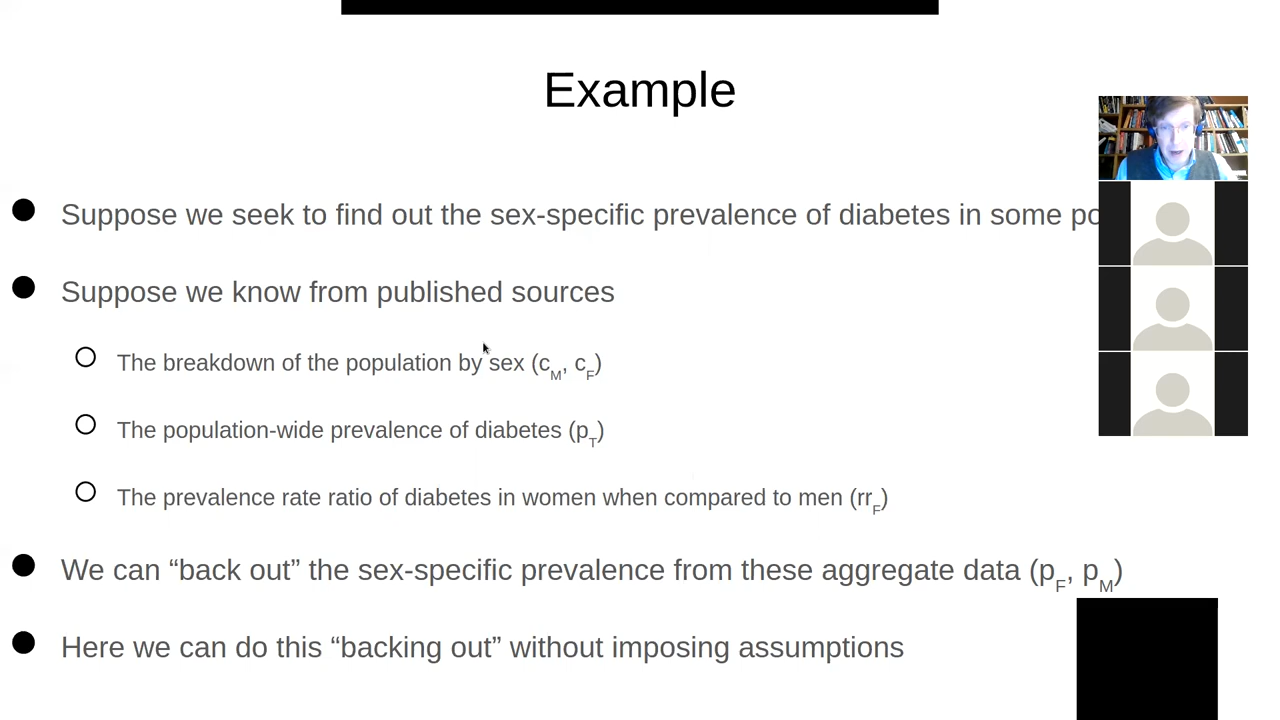 Example
Suppose we seek to find out the sex-specific prevalence of diabetes in some
Suppose we know from published sources
The breakdown of the population by sex (c_M, c_F)
The population-wide prevalence of diabetes (p_T)
The prevalence rate ratio of diabetes in women when compared to men (rr_F)
We can “back out” the sex-specific prevalence from these aggregate data (p_F, p_M)
Here we can do this “backing out” without imposing assumptions